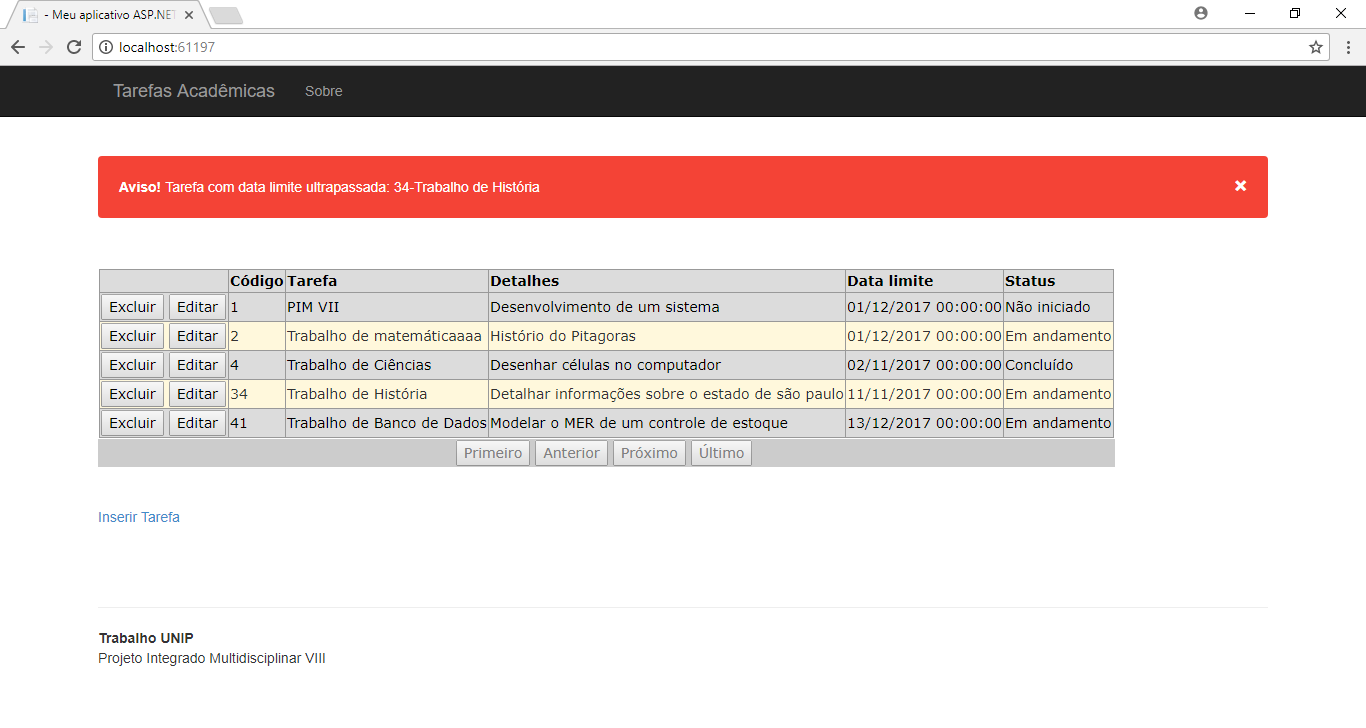 - Meu aplicativo ASP.NET
localhost:61197
Tarefas Acadêmicas Sobre
Aviso! Tarefa com data limite ultrapassada: 34-Trabalho de História ×
Código Tarefa Detalhes Data limite Status
Excluir Editar 1 PIM VII Desenvolvimento de um sistema 01/12/2017 00:00:00 Não iniciado
Excluir Editar 2 Trabalho de matemáticaaaa Histório do Pitagoras 01/12/2017 00:00:00 Em andamento
Excluir Editar 4 Trabalho de Ciências Desenhar células no computador 02/11/2017 00:00:00 Concluído
Excluir Editar 34 Trabalho de História Detalhar informações sobre o estado de são paulo 11/11/2017 00:00:00 Em andamento
Excluir Editar 41 Trabalho de Banco de Dados Modelar o MER de um controle de estoque 13/12/2017 00:00:00 Em andamento
Primeiro Anterior Próximo Último
Inserir Tarefa
Trabalho UNIP
Projeto Integrado Multidisciplinar VIII